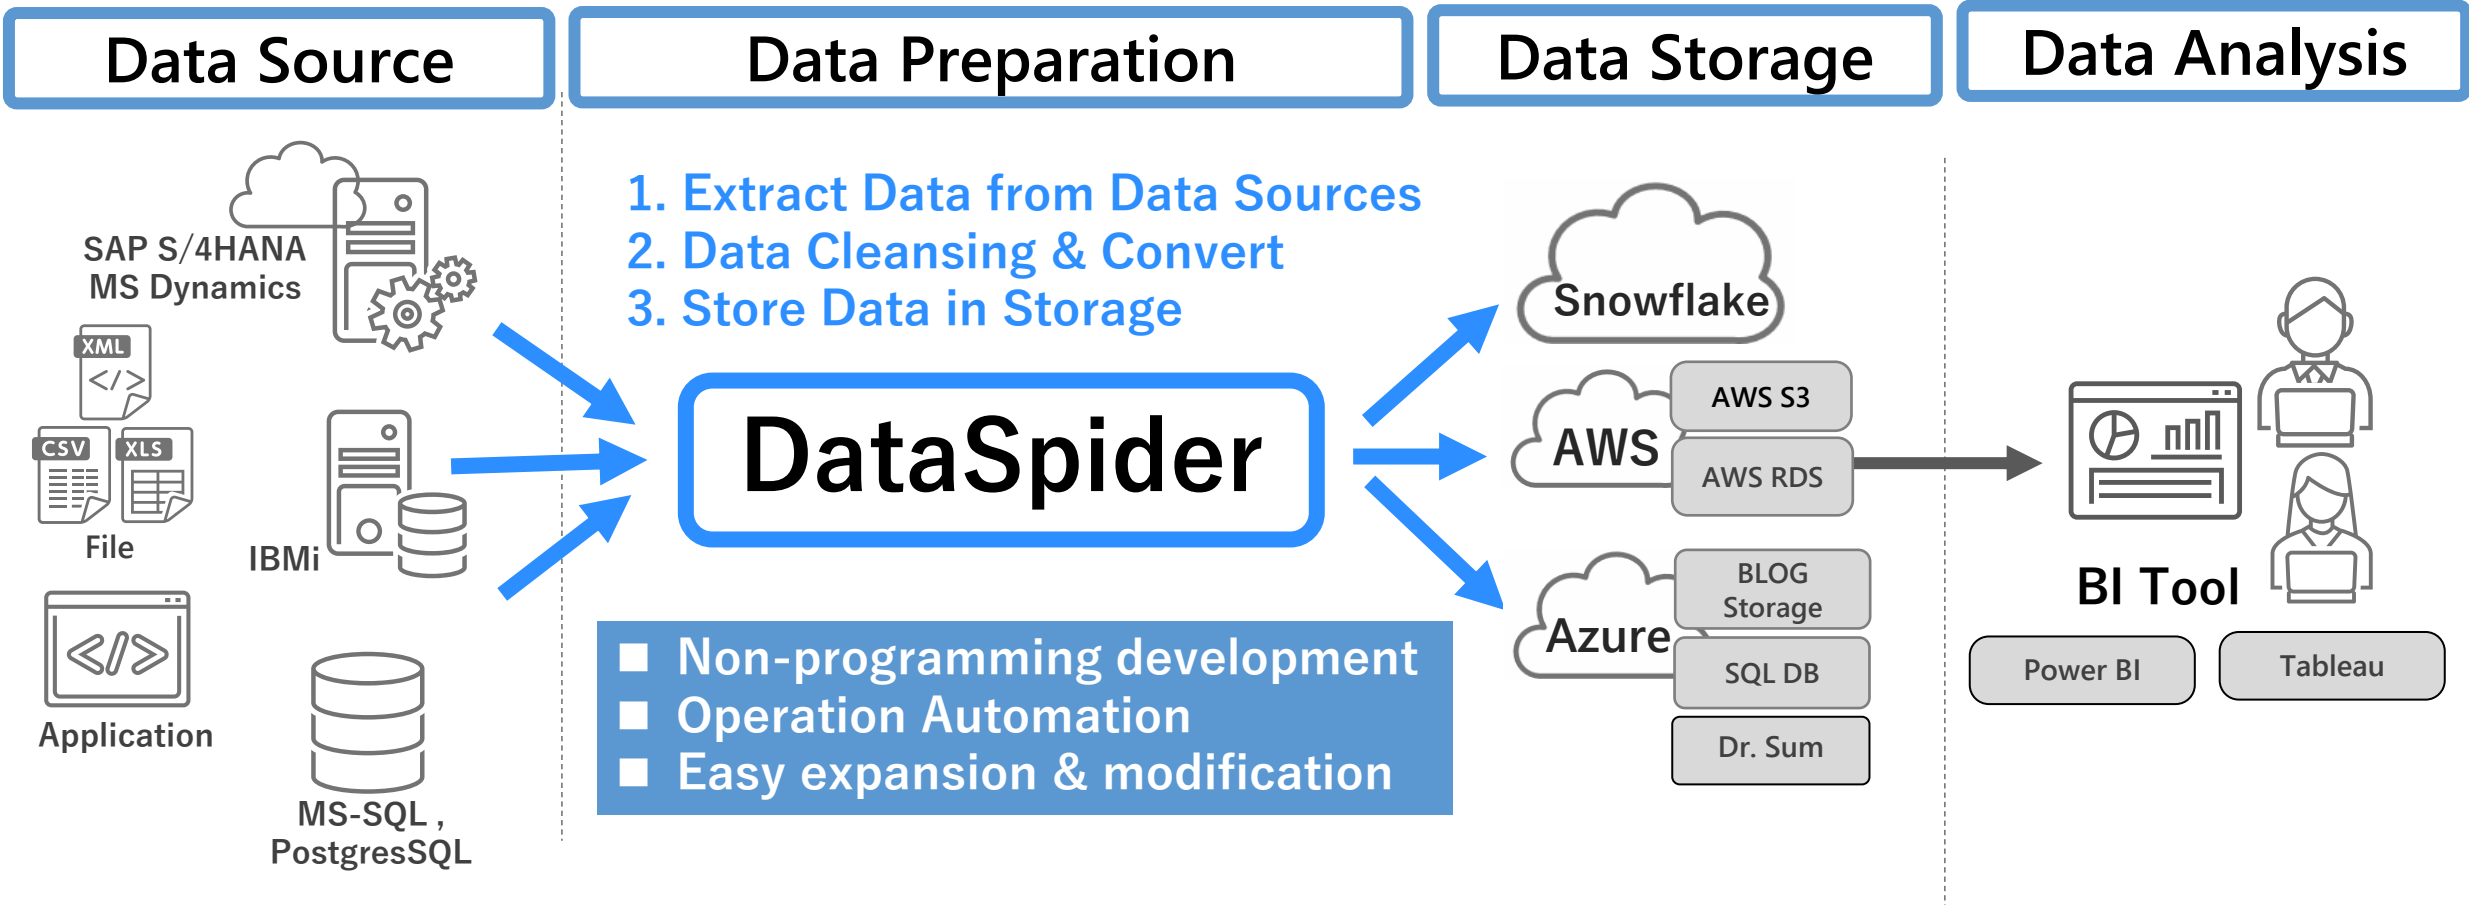 Data Source
Data Preparation
Data Storage
Data Analysis
SAP S/4HANA
MS Dynamics
XML
</>
CSV
XLS
File
IBMi
</>
Application
MS-SQL ,
PostgresSQL
1. Extract Data from Data Sources
2. Data Cleansing & Convert
3. Store Data in Storage
DataSpider
■ Non-programming development
■ Operation Automation
■ Easy expansion & modification
Snowflake
AWS
AWS S3
AWS RDS
Azure
BLOG
Storage
SQL DB
Dr. Sum
BI Tool
Power BI
Tableau